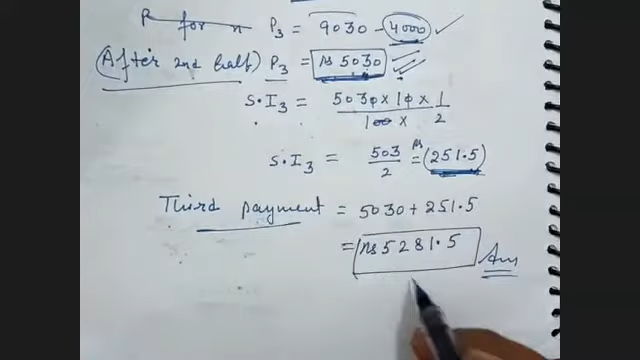 R for n P₃ = 9030 - 4000
(After 2nd half) P₃ = Rs 5030
S.I₃ = 5030 x 10 x 1 / 100 x 2
S.I₃ = 503/2 = Rs (251.5)
Third payment = 5030 + 251.5
= Rs 5281.5 Ans